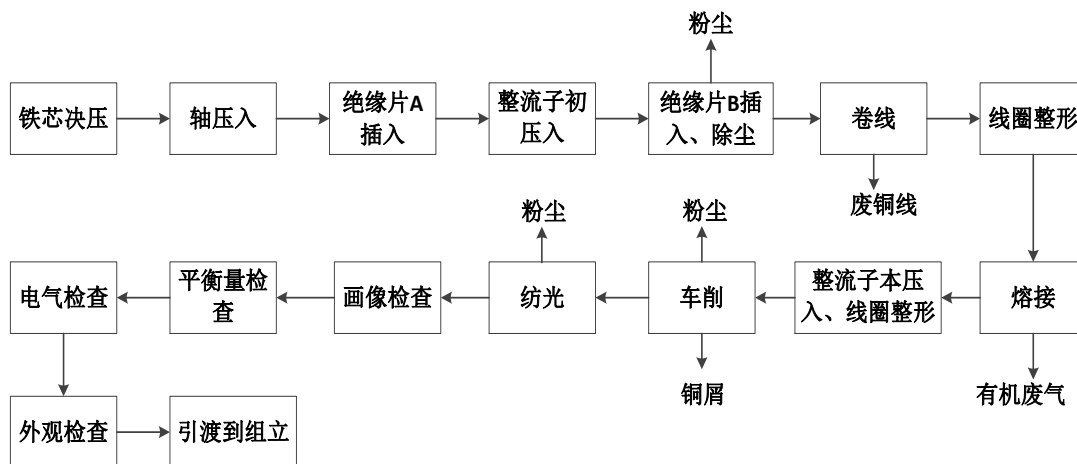 粉尘
铁芯决压
轴压入
绝缘片A
插入
整流子初
压入
绝缘片B插
入、除尘
卷线
线圈整形
废铜线
粉尘
粉尘
电气检查
平衡量检
查
画像检查
纺光
车削
整流子本压
入、线圈整形
熔接
铜屑
有机废气
外观检查
引渡到组立